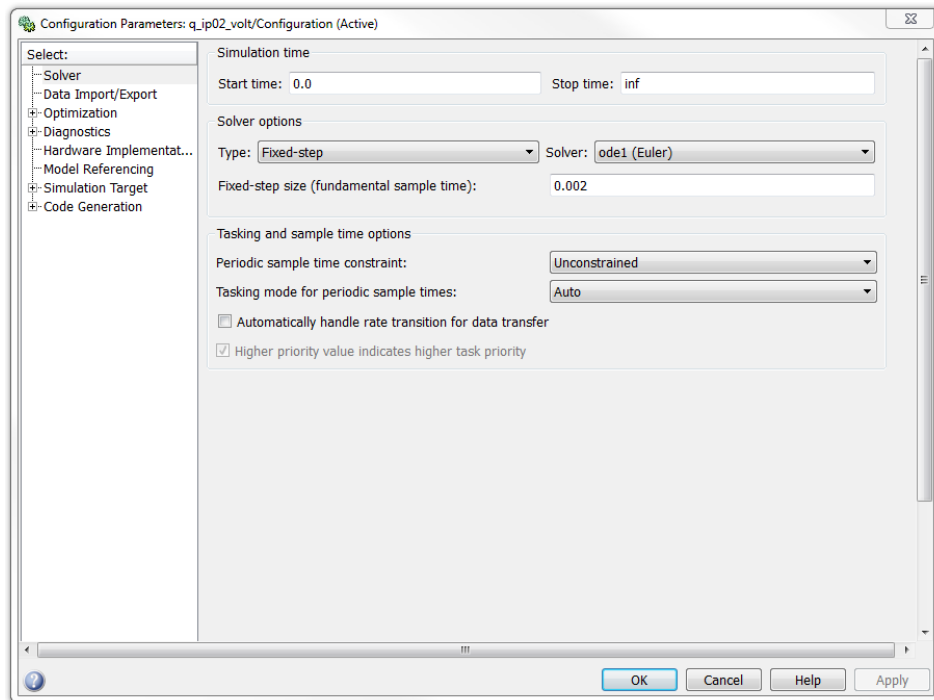 Configuration Parameters: q_ip02_volt/Configuration (Active)
Select:
Solver
Data Import/Export
Optimization
Diagnostics
Hardware Implementat...
Model Referencing
Simulation Target
Code Generation
Simulation time
Start time: 0.0 Stop time: inf
Solver options
Type: Fixed-step Solver: ode1 (Euler)
Fixed-step size (fundamental sample time): 0.002
Tasking and sample time options
Periodic sample time constraint: Unconstrained
Tasking mode for periodic sample times: Auto
Automatically handle rate transition for data transfer
Higher priority value indicates higher task priority
OK Cancel Help Apply